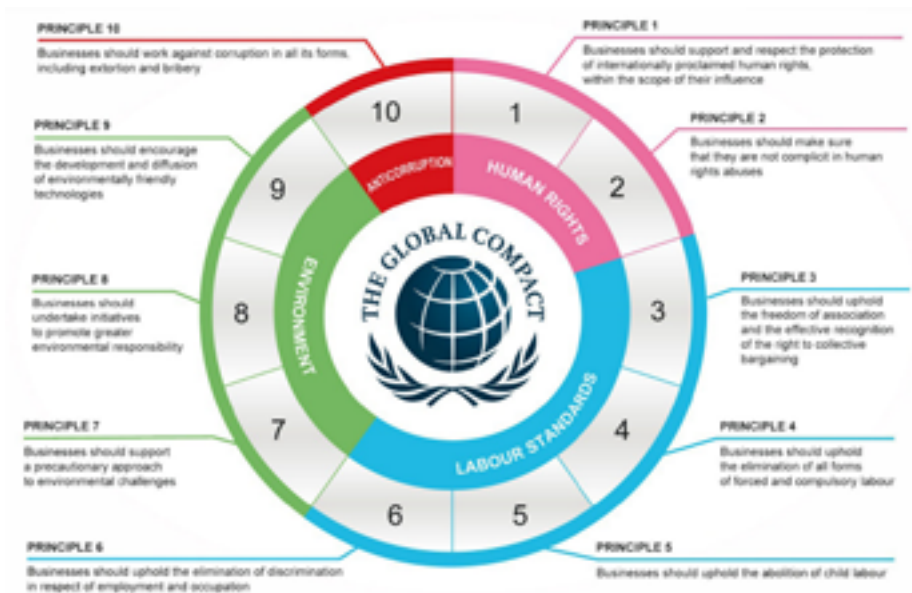 PRINCIPLE 10
Businesses should work against corruption in all its forms,
including extortion and bribery
PRINCIPLE 1
Businesses should support and respect the protection
of internationally proclaimed human rights,
within the scope of their influence
PRINCIPLE 2
Businesses should make sure
that they are not complicit in human
rights abuses
PRINCIPLE 3
Businesses should uphold
the freedom of association
and the effective recognition
of the right to collective
bargaining
PRINCIPLE 4
Businesses should uphold
the elimination of all forms
of forced and compulsory labour
PRINCIPLE 5
Businesses should uphold the abolition of child labour
PRINCIPLE 6
Businesses should uphold the elimination of discrimination
in respect of employment and occupation
PRINCIPLE 7
Businesses should support
a precautionary approach
to environmental challenges
PRINCIPLE 8
Businesses should
undertake initiatives
to promote greater
environmental responsibility
PRINCIPLE 9
Businesses should encourage
the development and diffusion
of environmentally friendly
technologies
1
2
3
4
5
6
7
8
9
10
HUMAN RIGHTS
LABOUR STANDARDS
ENVIRONMENT
ANTICORRUPTION
THE GLOBAL COMPACT